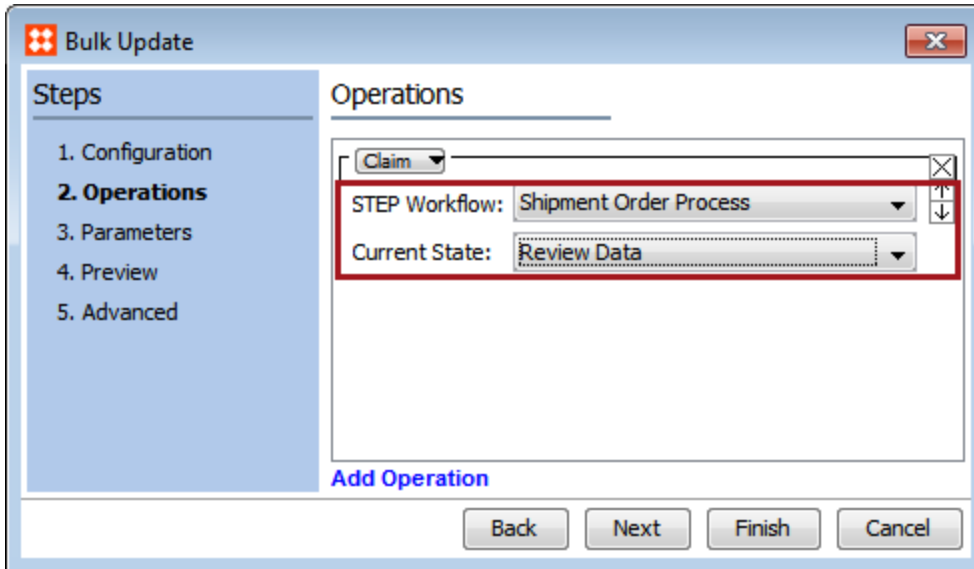 Bulk Update
Steps
1. Configuration
2. Operations
3. Parameters
4. Preview
5. Advanced
Operations
Claim
STEP Workflow: Shipment Order Process
Current State: Review Data
Add Operation
Back Next Finish Cancel